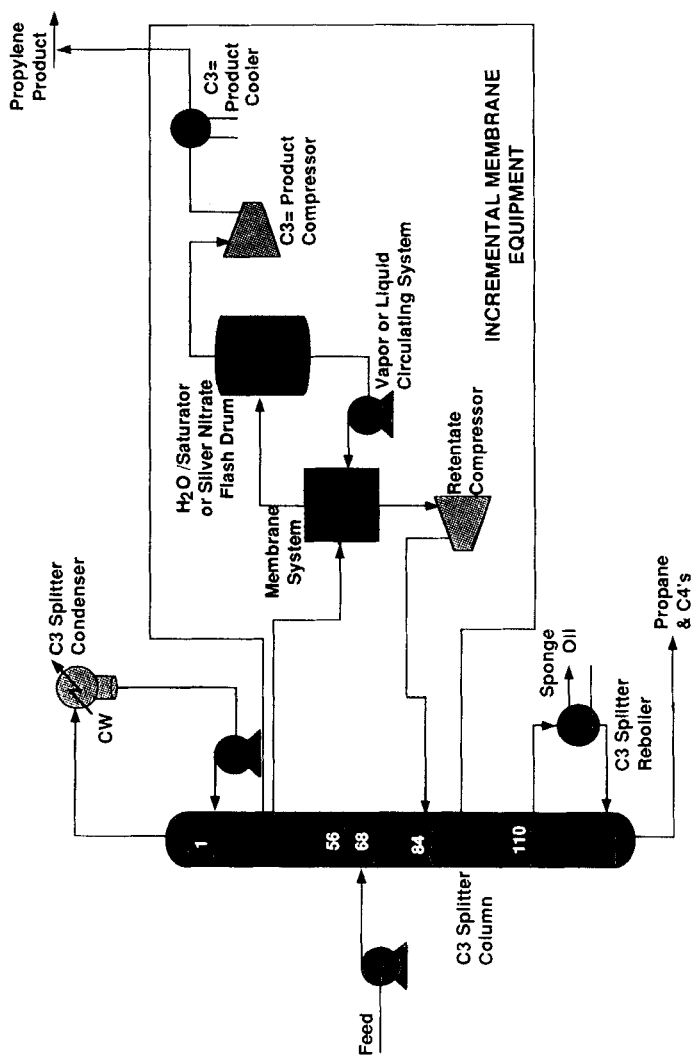 Propylene
Product
C3=
Product
Cooler
C3= Product
Compressor
H2O /Saturator
or Silver Nitrate
Flash Drum
Vapor or Liquid
Circulating System
INCREMENTAL MEMBRANE
EQUIPMENT
Membrane
System
Retentate
Compressor
C3 Splitter
Condenser
CW
1
56
68
84
110
Sponge
Oil
C3 Splitter
Reboiler
Propane
& C4's
C3 Splitter
Column
Feed